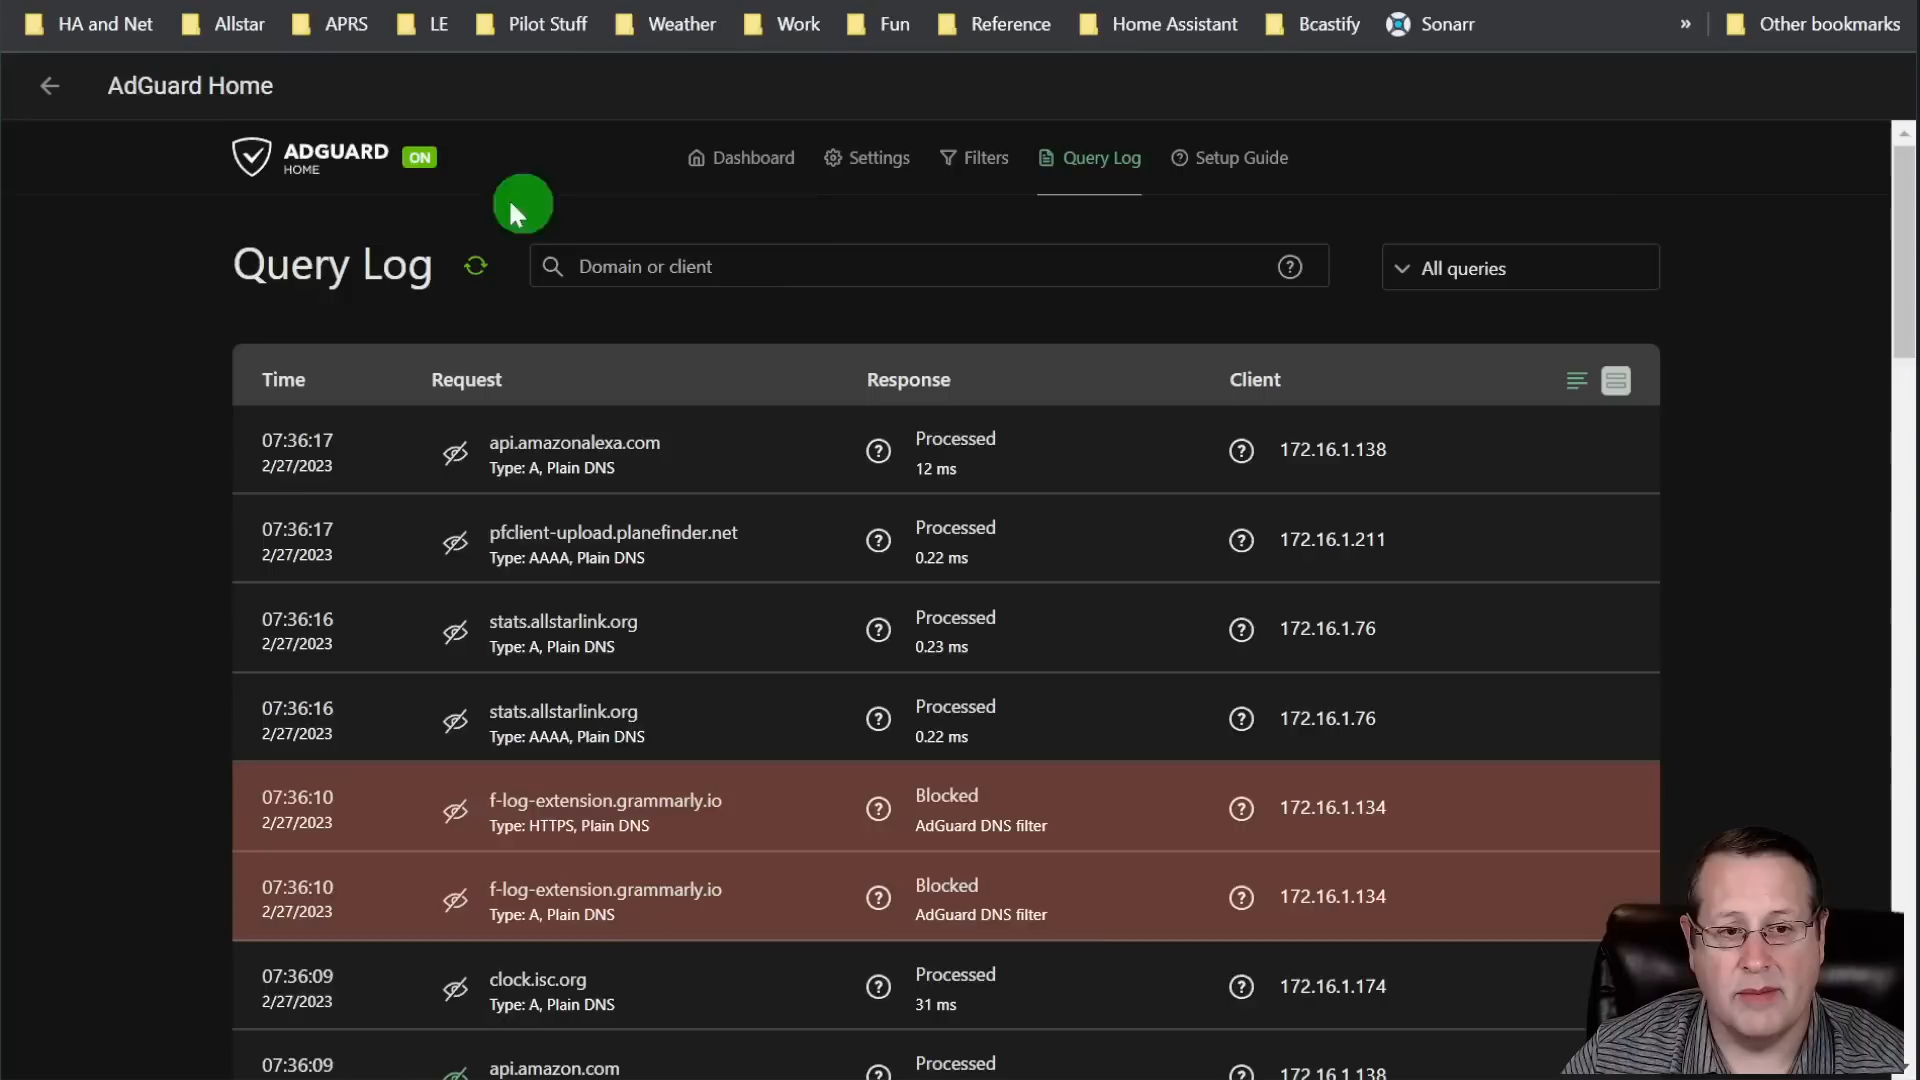 HA and Net Allstar APRS LE Pilot Stuff Weather Work Fun Reference Home Assistant Bcastify Sonarr » Other bookmarks
AdGuard Home
ADGUARD
HOME
ON
Dashboard Settings Filters Query Log Setup Guide
Query Log
Domain or client
All queries
Time Request Response Client
07:36:17 api.amazonalexa.com Processed 172.16.1.138
2/27/2023 Type: A, Plain DNS 12 ms
07:36:17 pfclient-upload.planefinder.net Processed 172.16.1.211
2/27/2023 Type: AAAA, Plain DNS 0.22 ms
07:36:16 stats.allstarlink.org Processed 172.16.1.76
2/27/2023 Type: A, Plain DNS 0.23 ms
07:36:16 stats.allstarlink.org Processed 172.16.1.76
2/27/2023 Type: AAAA, Plain DNS 0.22 ms
07:36:10 f-log-extension.grammarly.io Blocked 172.16.1.134
2/27/2023 Type: HTTPS, Plain DNS AdGuard DNS filter
07:36:10 f-log-extension.grammarly.io Blocked 172.16.1.134
2/27/2023 Type: A, Plain DNS AdGuard DNS filter
07:36:09 clock.isc.org Processed 172.16.1.174
2/27/2023 Type: A, Plain DNS 31 ms
07:36:09 api.amazon.com Processed 172.16.1.138